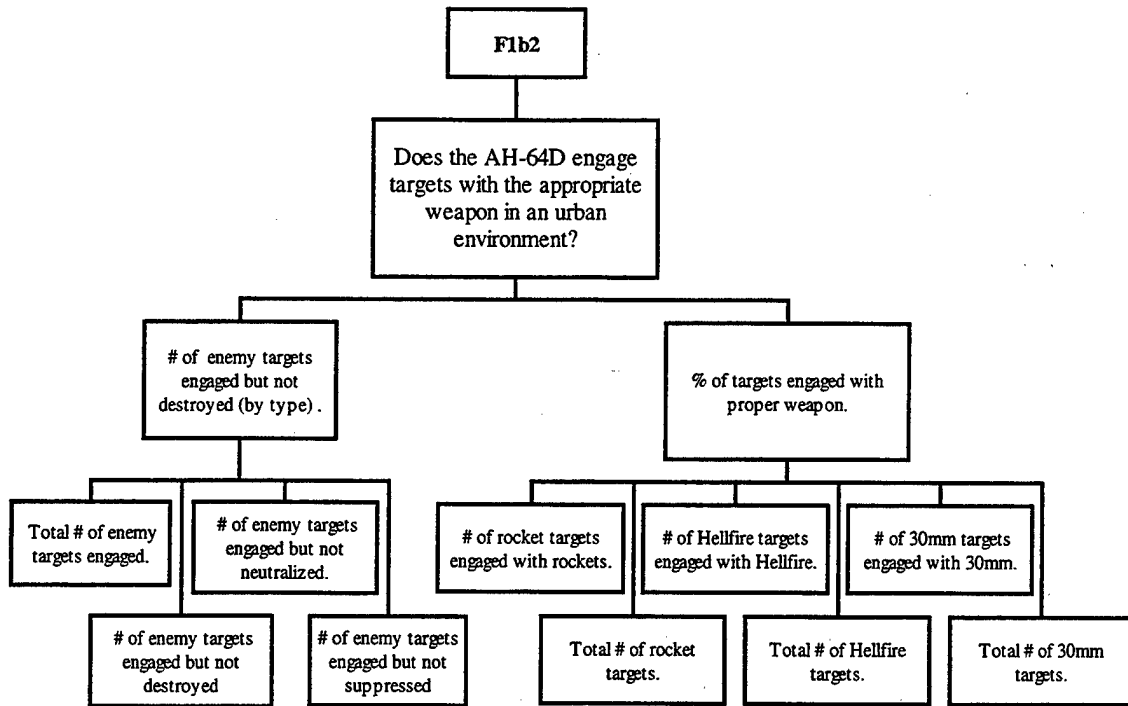 F1b2
Does the AH-64D engage
targets with the appropriate
weapon in an urban
environment?
# of enemy targets
engaged but not
destroyed (by type) .
% of targets engaged with
proper weapon.
Total # of enemy
targets engaged.
# of enemy targets
engaged but not
neutralized.
# of rocket targets
engaged with rockets.
# of Hellfire targets
engaged with Hellfire.
# of 30mm targets
engaged with 30mm.
# of enemy targets
engaged but not
destroyed
# of enemy targets
engaged but not
suppressed
Total # of rocket
targets.
Total # of Hellfire
targets.
Total # of 30mm
targets.